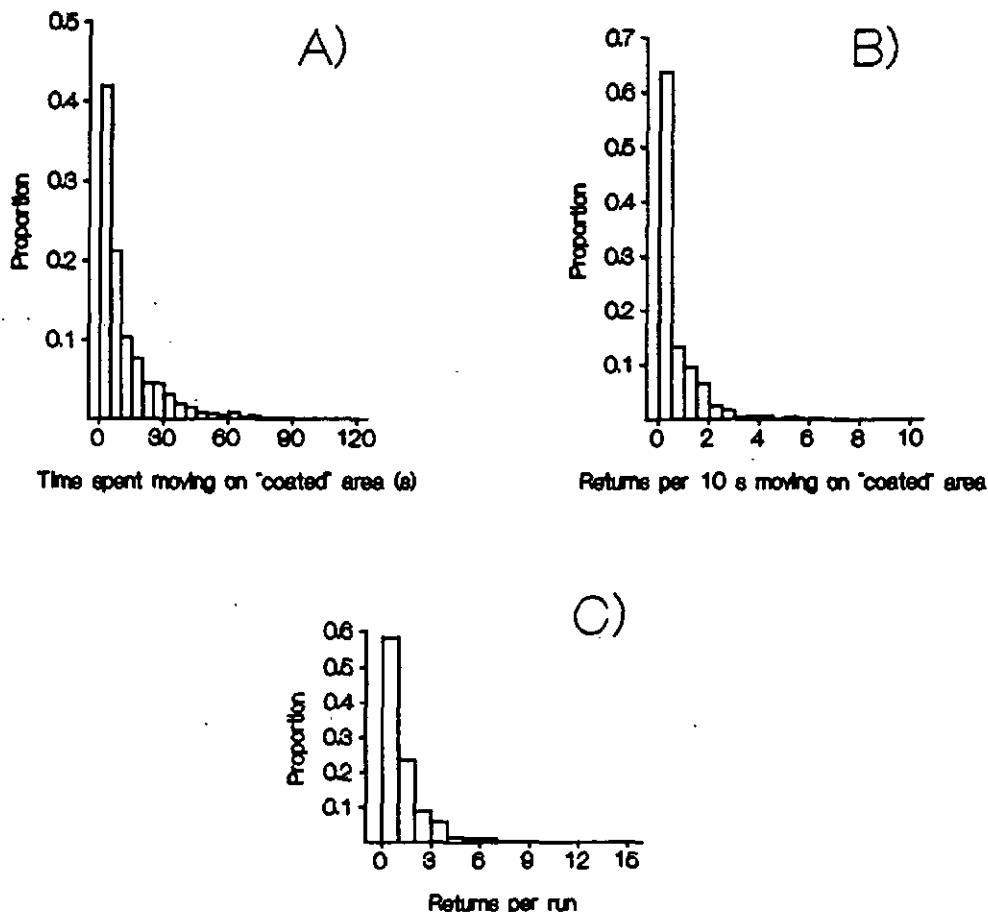 A)
0.5
0.4
0.3
0.2
0.1
Proportion
0 30 60 90 120
Time spent moving on "coated" area (s)
B)
0.7
0.6
0.5
0.4
0.3
0.2
0.1
Proportion
0 2 4 6 8 10
Returns per 10 s moving on "coated" area
C)
0.6
0.5
0.4
0.3
0.2
0.1
Proportion
0 3 6 9 12 15
Returns per run